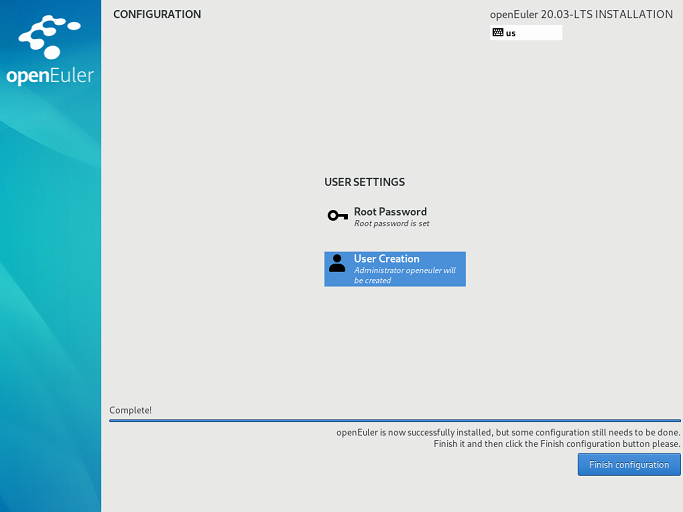 openEuler
CONFIGURATION
openEuler 20.03-LTS INSTALLATION
us
USER SETTINGS
Root Password
Root password is set
User Creation
Administrator openeuler will
be created
Complete!
openEuler is now successfully installed, but some configuration still needs to be done.
Finish it and then click the Finish configuration button please.
Finish configuration